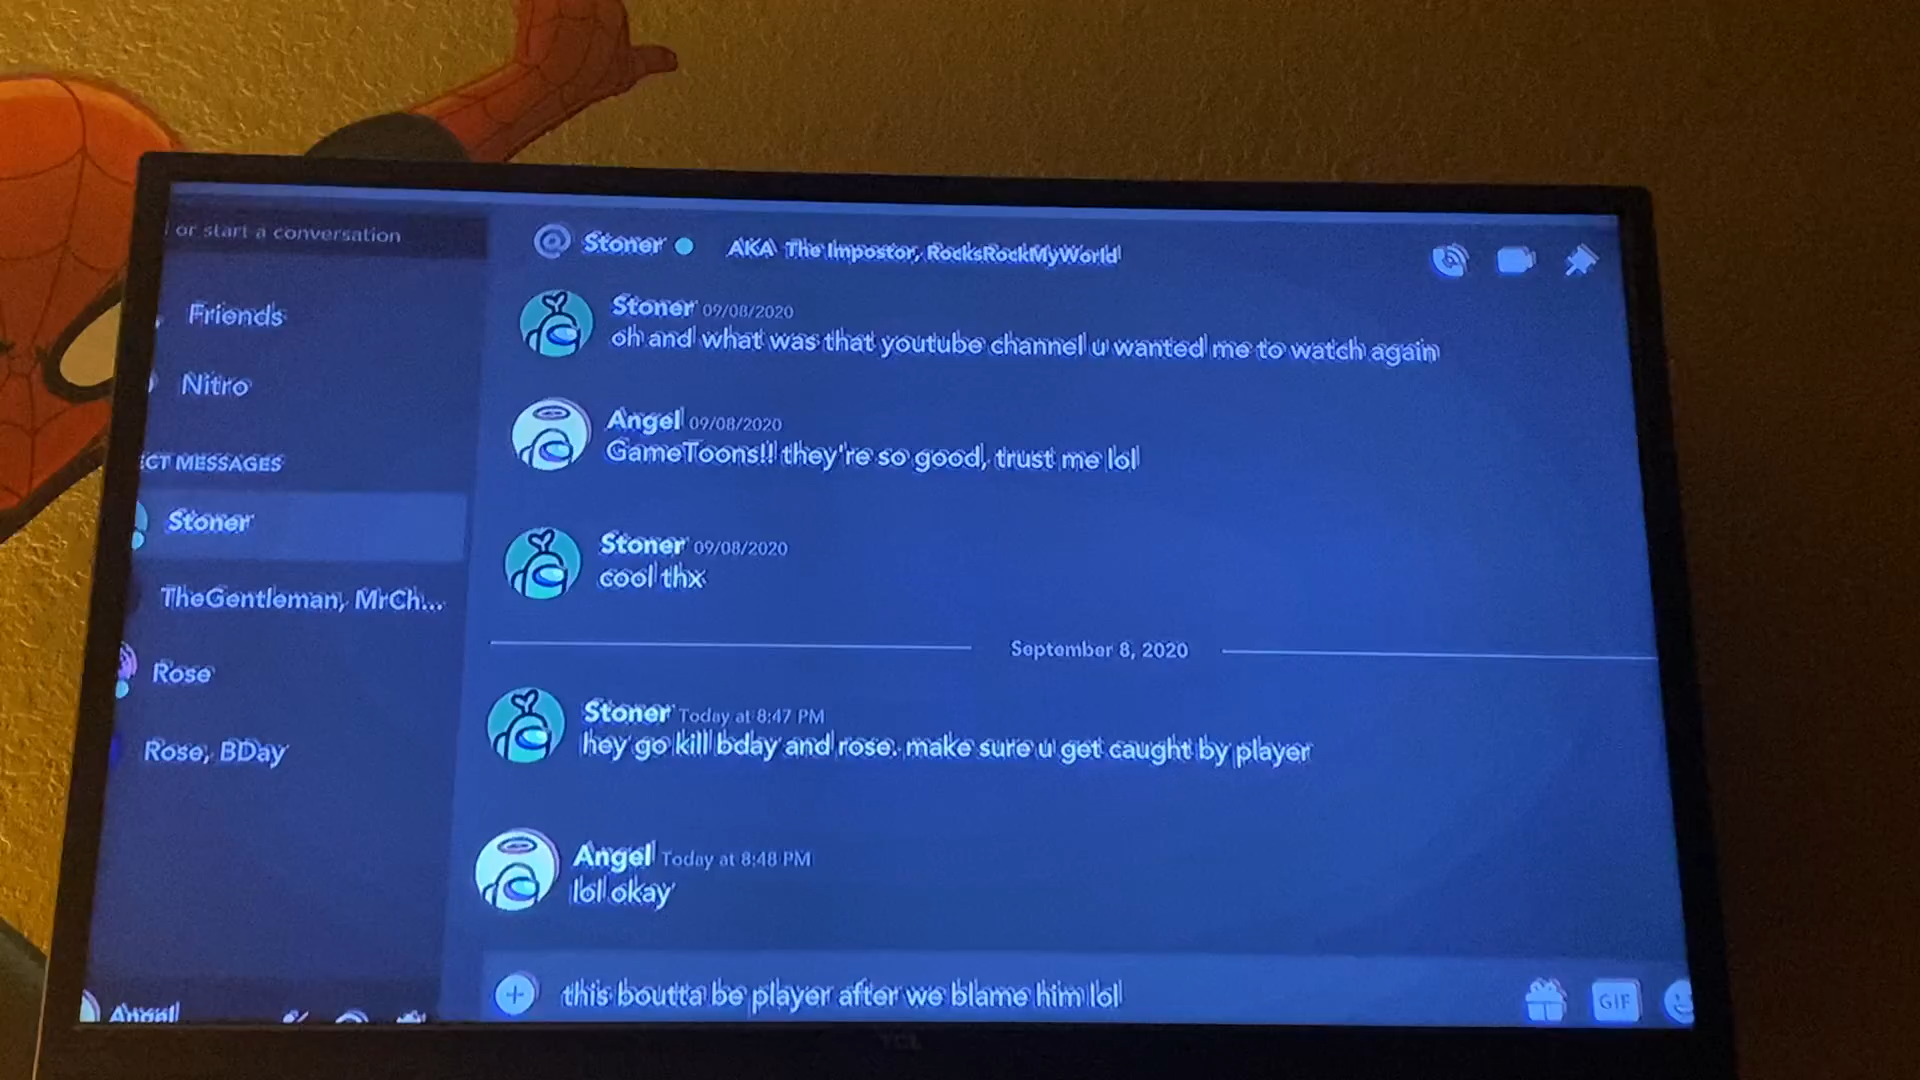 or start a conversation
Stoner
AKA The Impostor, RocksRockMyWorld
Friends
Nitro
ECT MESSAGES
Stoner
TheGentleman, MrCh...
Rose
Rose, BDay
Angel
Stoner 09/08/2020
oh and what was that youtube channel u wanted me to watch again
Angel 09/08/2020
GameToons!! they're so good, trust me lol
Stoner 09/08/2020
cool thx
September 8, 2020
Stoner Today at 8:47 PM
hey go kill bday and rose. make sure u get caught by player
Angel Today at 8:48 PM
lol okay
this boutta be player after we blame him lol
GIF
TCL